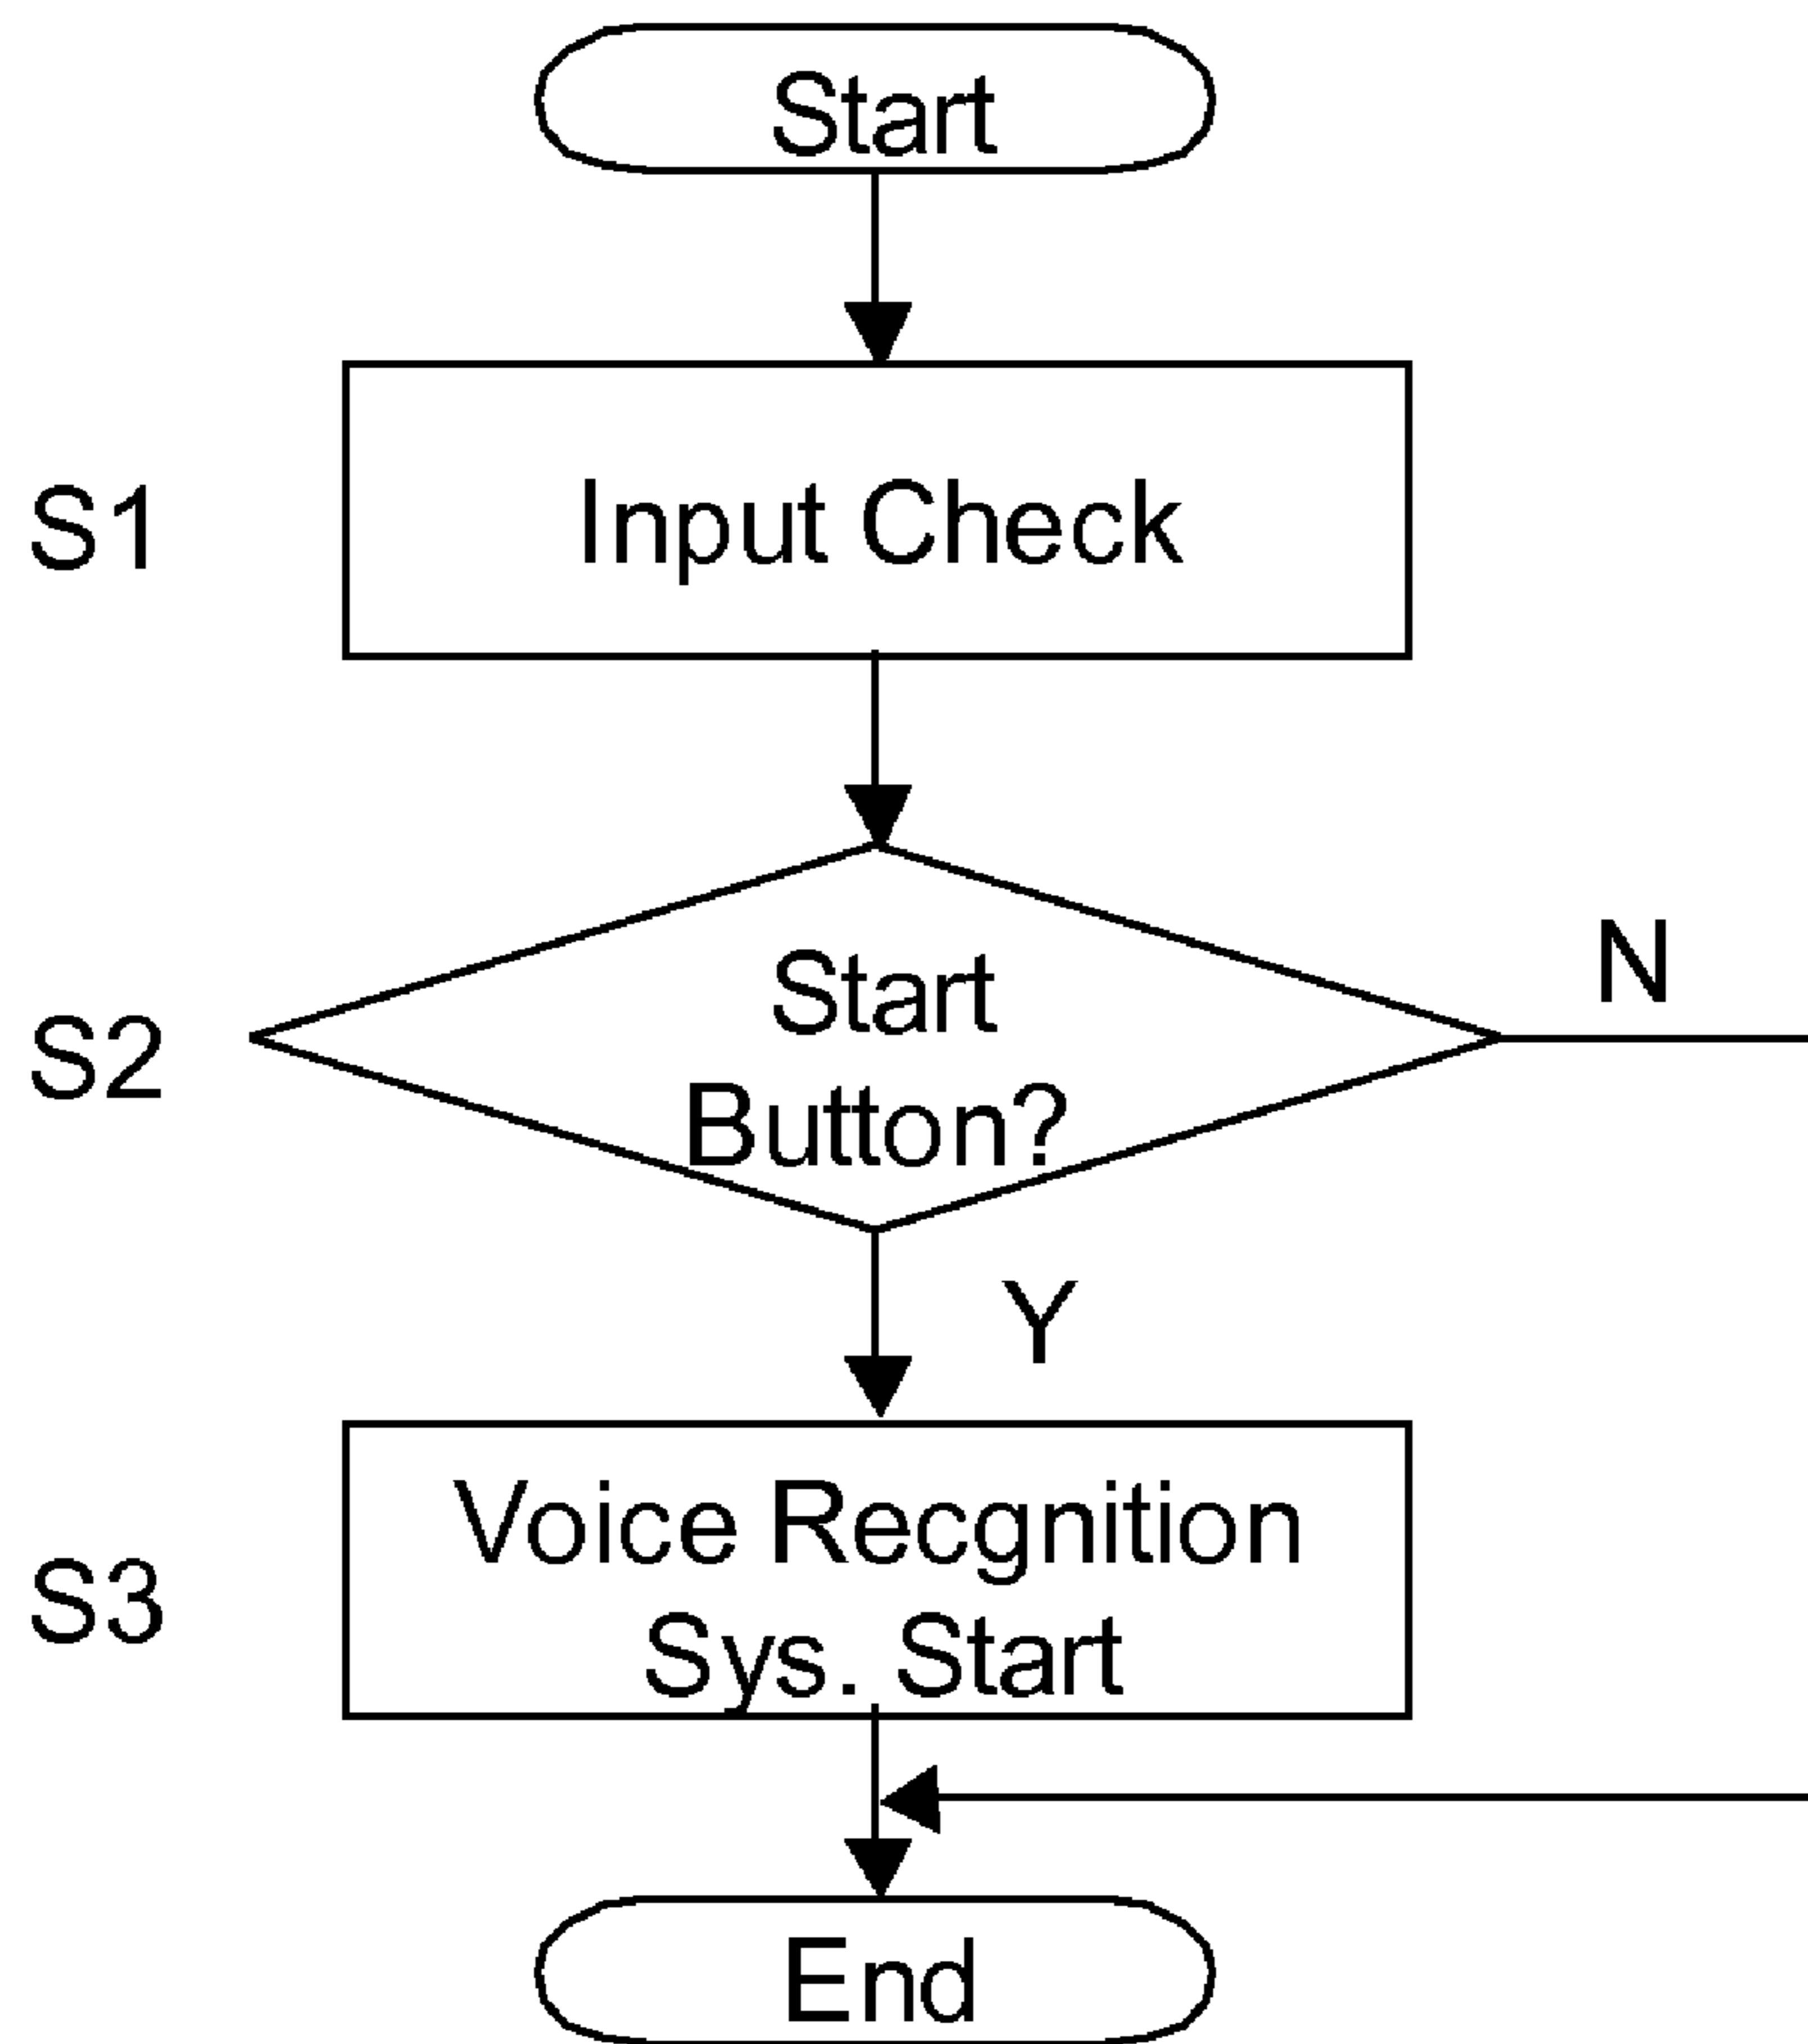 Start
S1
Input Check
S2
Start
Button?
N
Y
S3
Voice Recgnition
Sys. Start
End